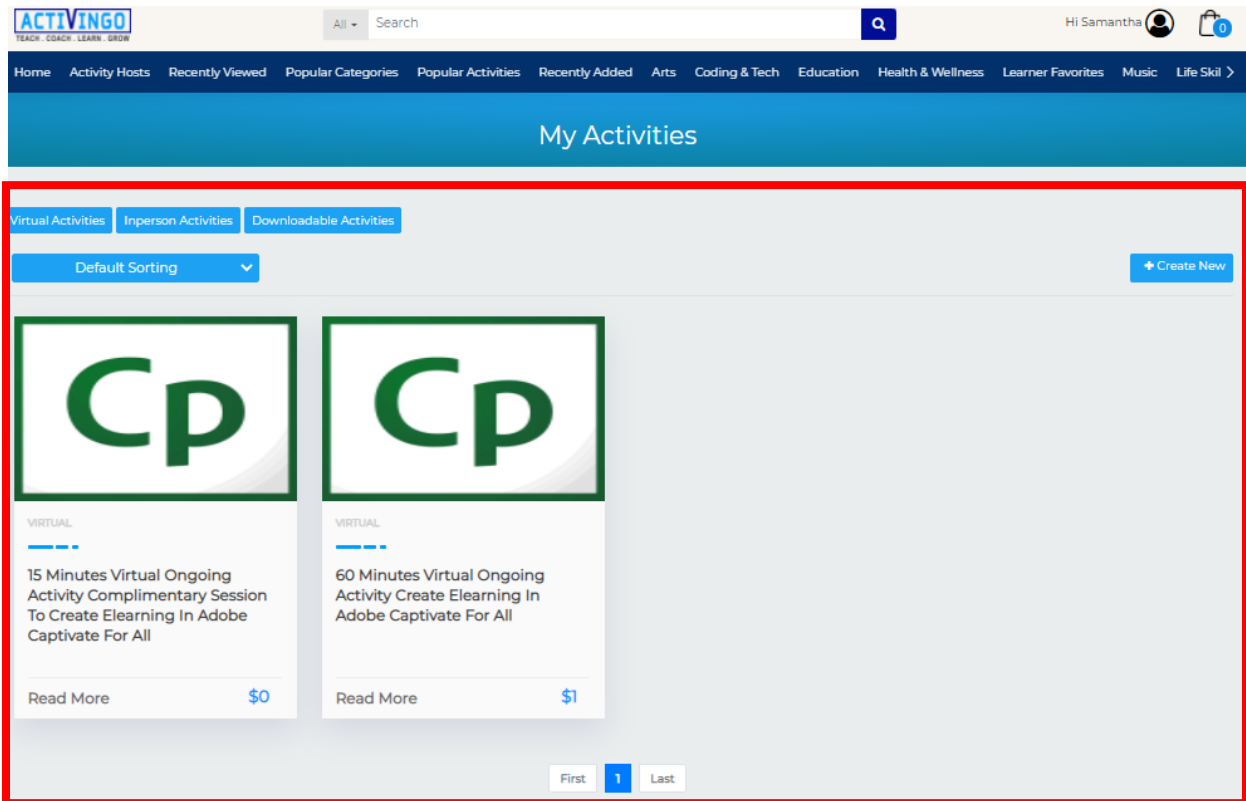 ACTIVINGO
TEACH . COACH . LEARN . GROW
All
Search
Hi Samantha
0
Home Activity Hosts Recently Viewed Popular Categories Popular Activities Recently Added Arts Coding & Tech Education Health & Wellness Learner Favorites Music Life Skil
My Activities
Virtual Activities Inperson Activities Downloadable Activities
Default Sorting
+ Create New
Cp
VIRTUAL
15 Minutes Virtual Ongoing
Activity Complimentary Session
To Create Elearning In Adobe
Captivate For All
Read More $0
Cp
VIRTUAL
60 Minutes Virtual Ongoing
Activity Create Elearning In
Adobe Captivate For All
Read More $1
First 1 Last